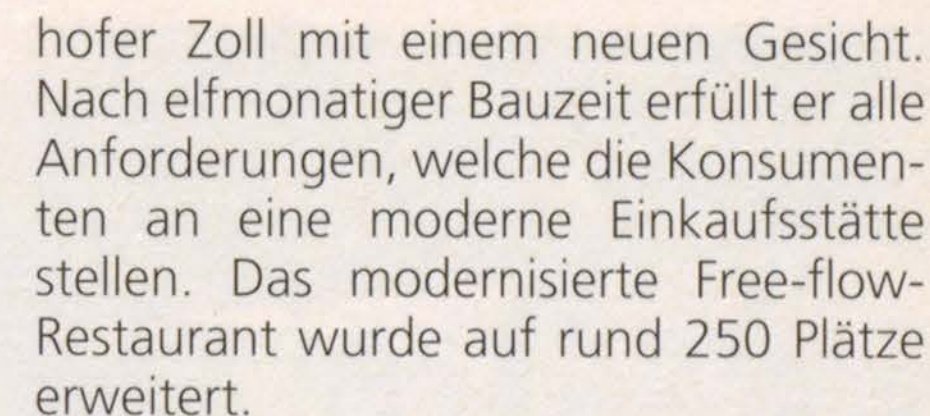 hofer Zoll mit einem neuen Gesicht.
Nach elfmonatiger Bauzeit erfüllt er alle
Anforderungen, welche die Konsumen-
ten an eine moderne Einkaufsstätte
stellen. Das modernisierte Free-flow-
Restaurant wurde auf rund 250 Plätze
erweitert.